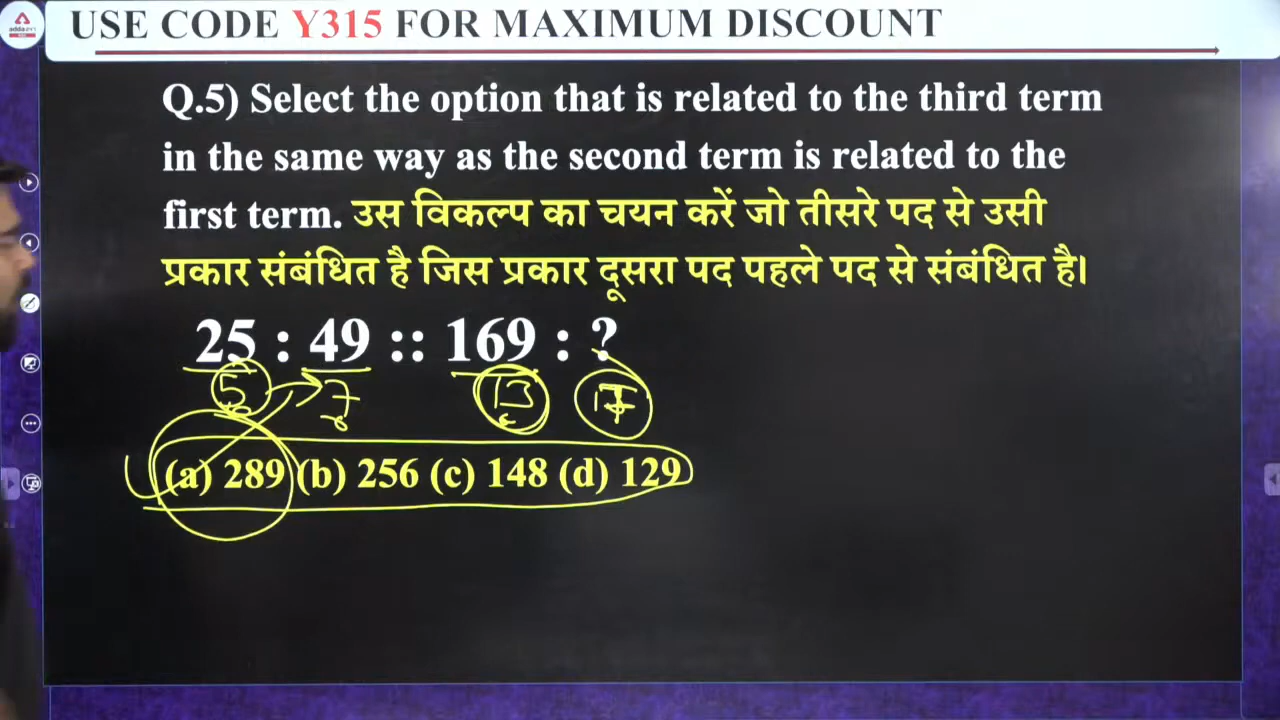 USE CODE Y315 FOR MAXIMUM DISCOUNT
Q.5) Select the option that is related to the third term
in the same way as the second term is related to the
first term. उस विकल्प का चयन करें जो तीसरे पद से उसी
प्रकार संबंधित है जिस प्रकार दूसरा पद पहले पद से संबंधित है।
25 : 49 :: 169 : ?
5 7 13 17
(a) 289 (b) 256 (c) 148 (d) 129